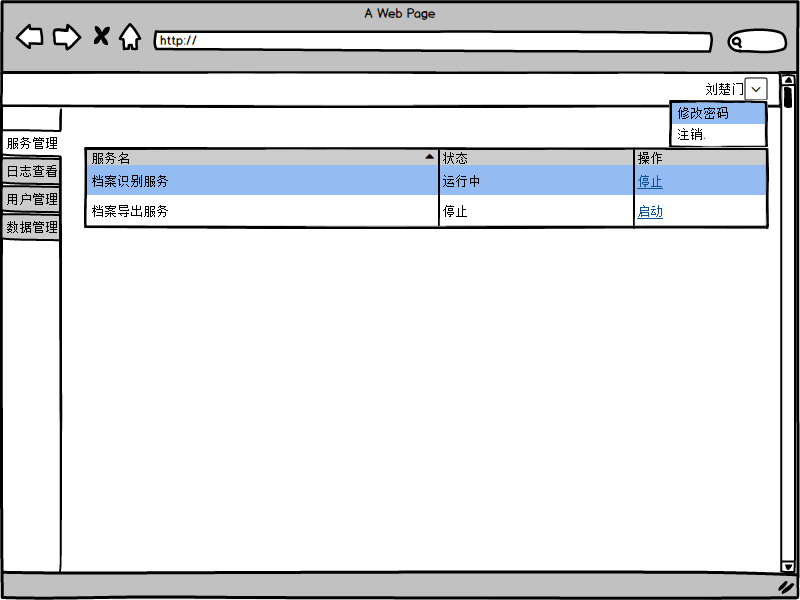 A Web Page
http://
刘楚门
修改密码
注销.
服务管理
日志查看
用户管理
数据管理
服务名 状态 操作
档案识别服务 运行中 停止
档案导出服务 停止 启动